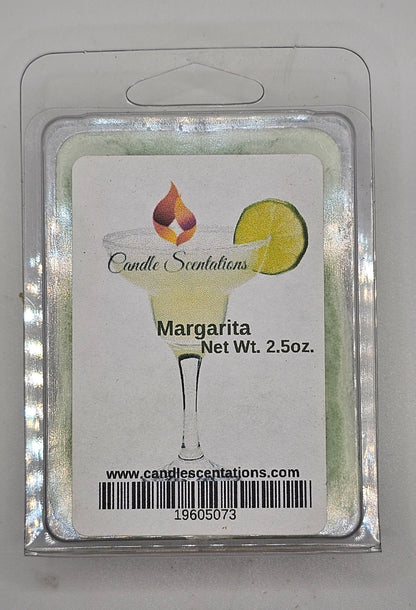 Candle Scentations
Margarita
Net Wt. 2.5oz.
www.candlescentations.com
19605073